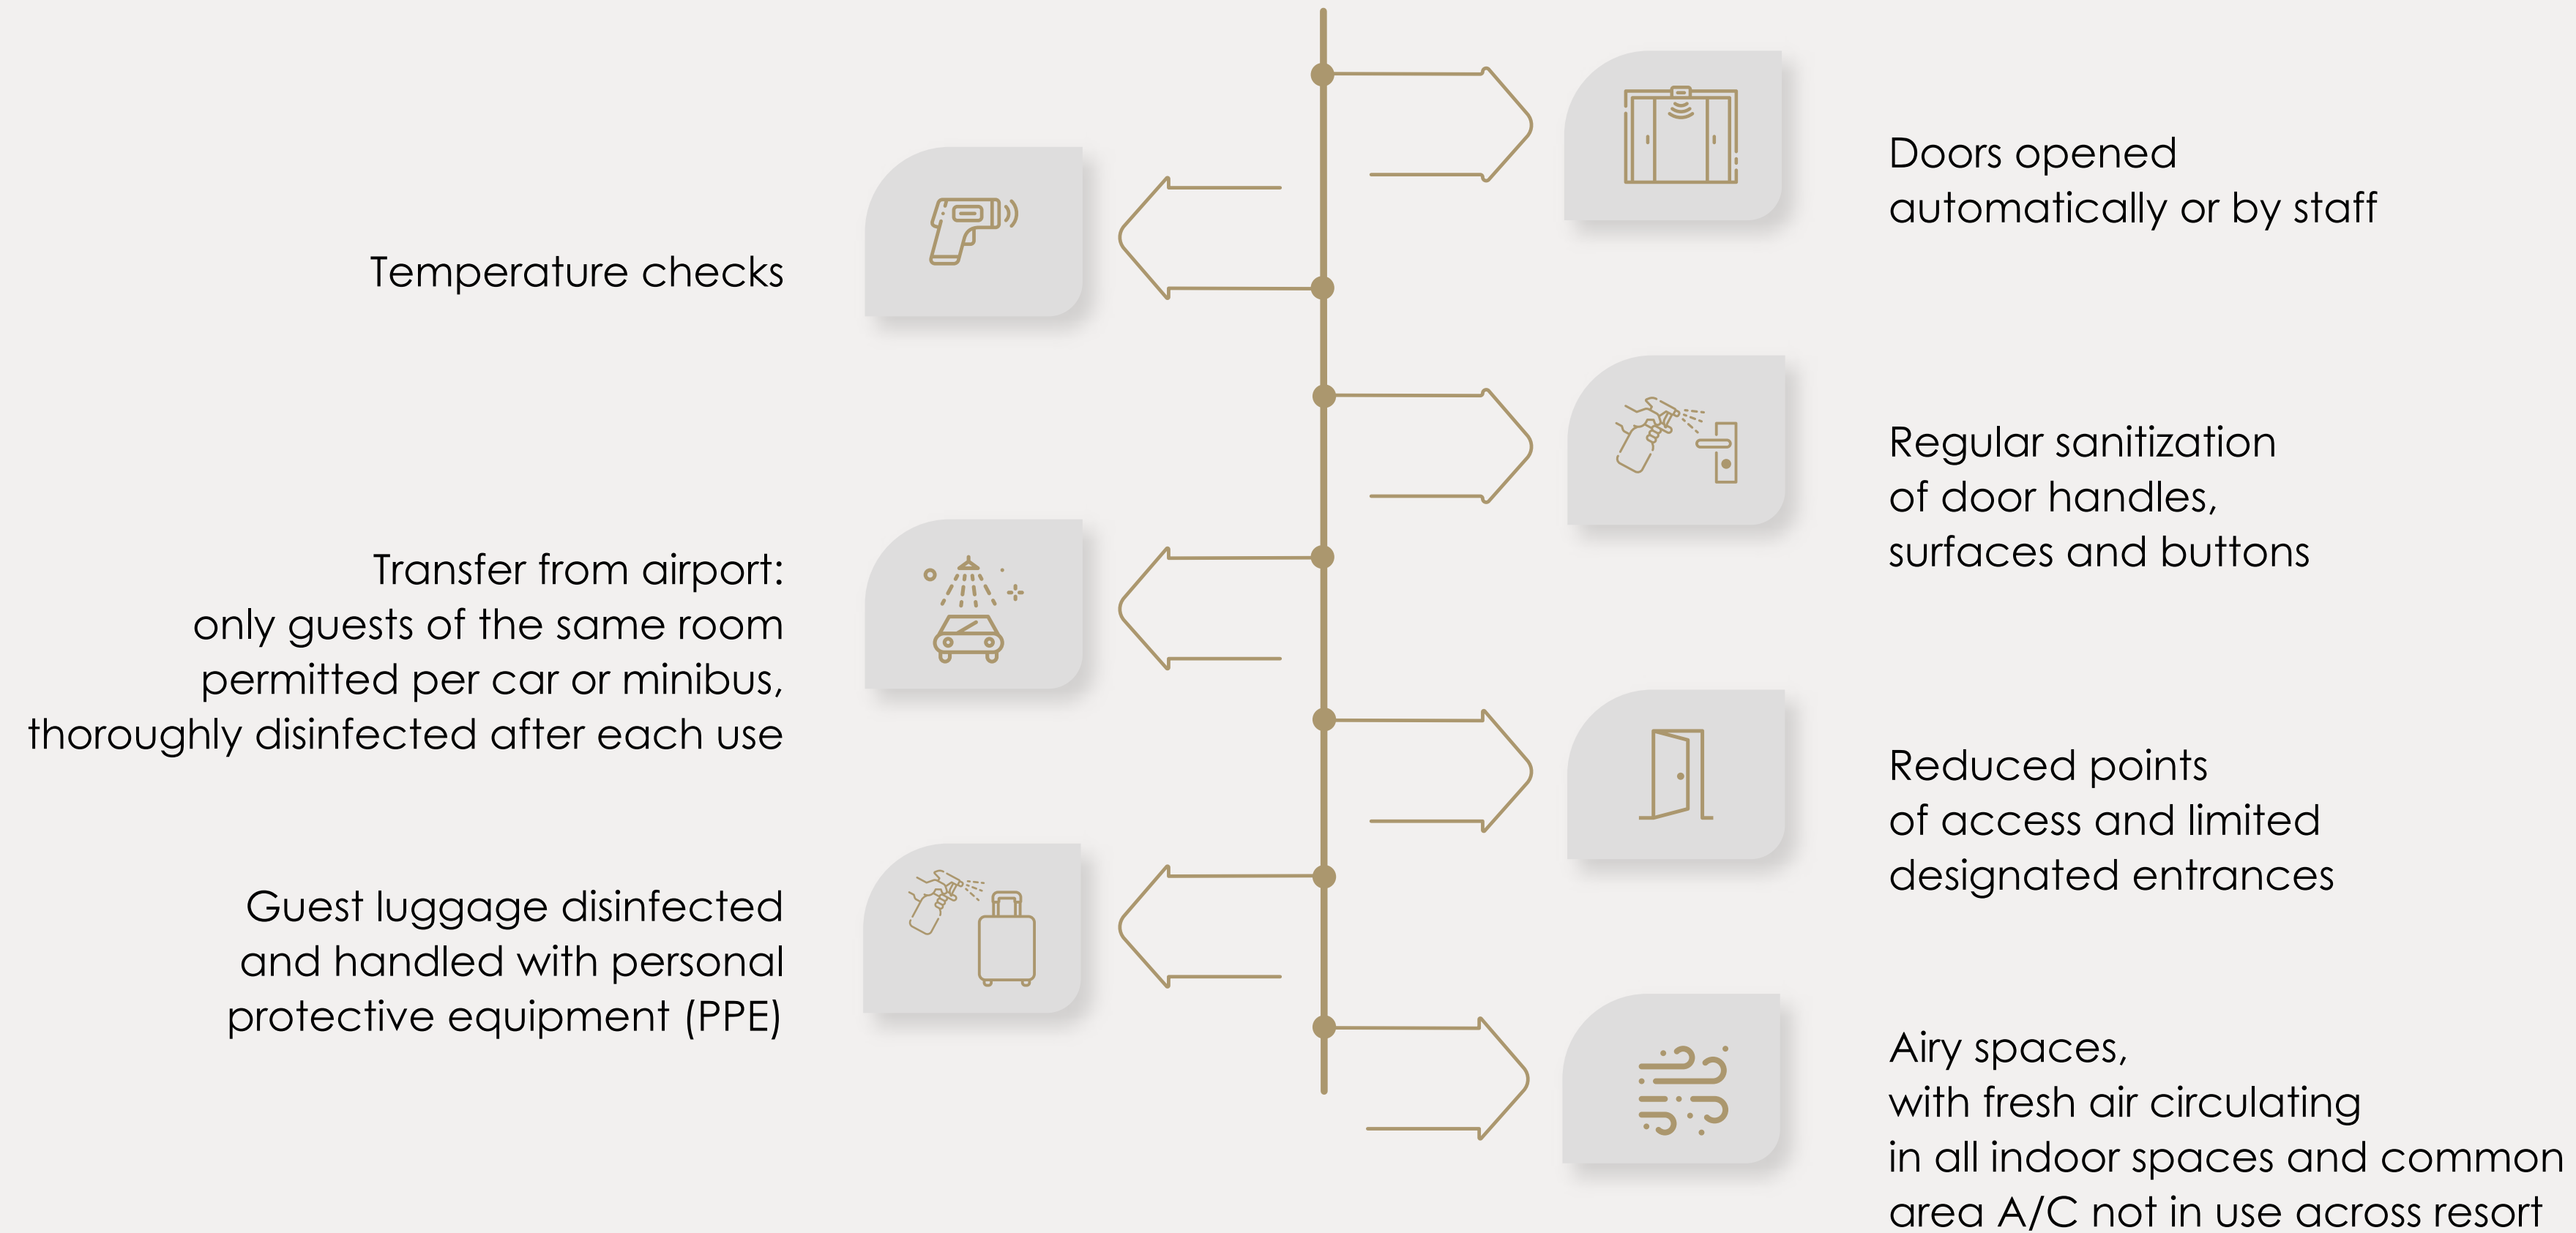 Doors opened
automatically or by staff
Temperature checks
Regular sanitization
of door handles,
surfaces and buttons
Transfer from airport:
only guests of the same room
permitted per car or minibus,
thoroughly disinfected after each use
Reduced points
of access and limited
designated entrances
Guest luggage disinfected
and handled with personal
protective equipment (PPE)
Airy spaces,
with fresh air circulating
in all indoor spaces and common
area A/C not in use across resort